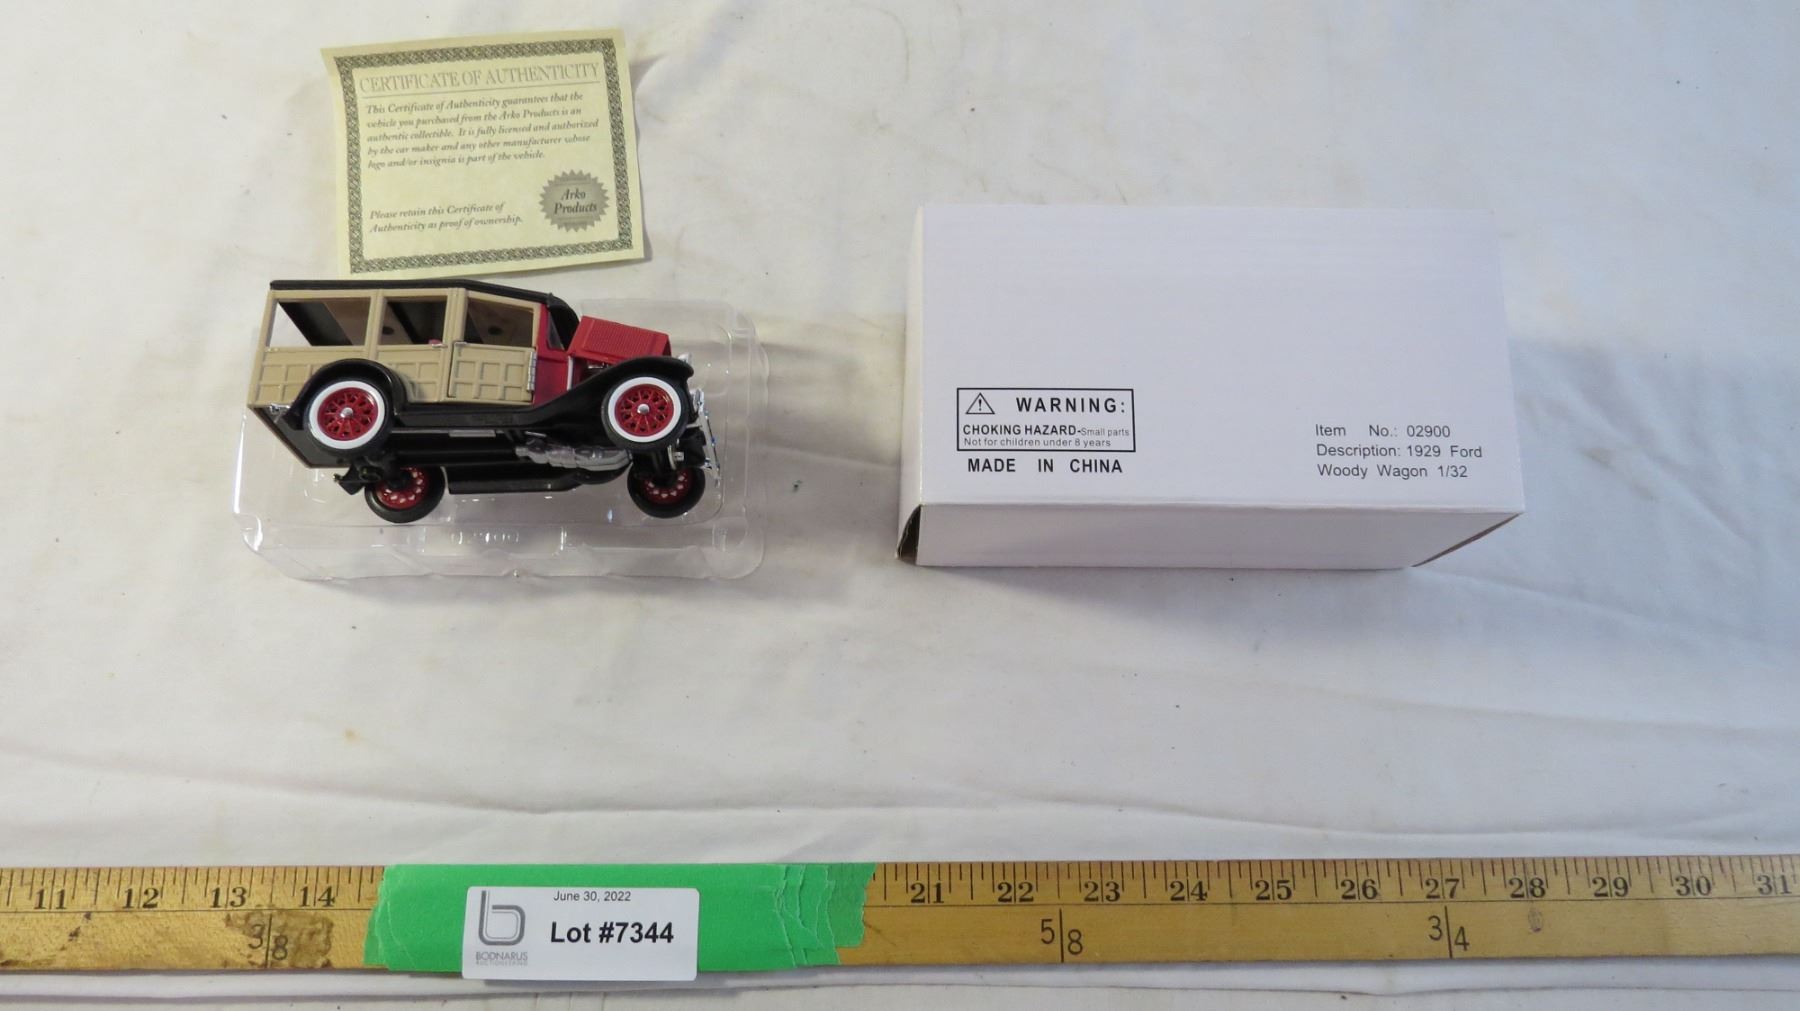 CERTIFICATE OF AUTHENTICITY
This Certificate of Authenticity guarantees that the
vehicle you purchased from the Arko Products is an
authentic collectible. It is fully licensed and authorized
by the car maker and any other manufacturer whose
logo and/or insignia is part of the vehicle.
Please retain this Certificate of
Authenticity as proof of ownership.
Arko
Products
WARNING:
CHOKING HAZARD-Small parts
Not for children under 8 years
MADE IN CHINA
Item No.: 02900
Description: 1929 Ford
Woody Wagon 1/32
11 12 13 14 21 22 23 24 25 26 27 28 29 30 31
3|8 5|8 3|4
June 30, 2022
Lot #7344
BODNARUS
AUCTIONEERING